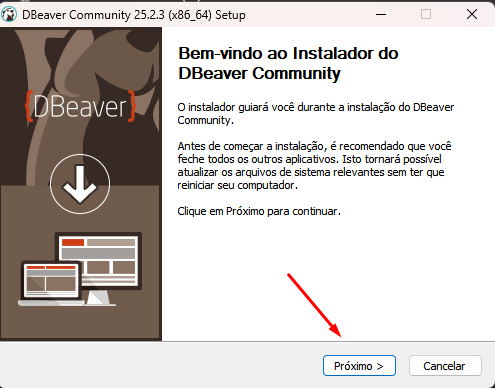 DBeaver Community 25.2.3 (x86_64) Setup
{DBeaver}
Bem-vindo ao Instalador do
DBeaver Community
O instalador guiará você durante a instalação do DBeaver
Community.
Antes de começar a instalação, é recomendado que você
feche todos os outros aplicativos. Isto tornará possível
atualizar os arquivos de sistema relevantes sem ter que
reiniciar seu computador.
Clique em Próximo para continuar.
Próximo >
Cancelar